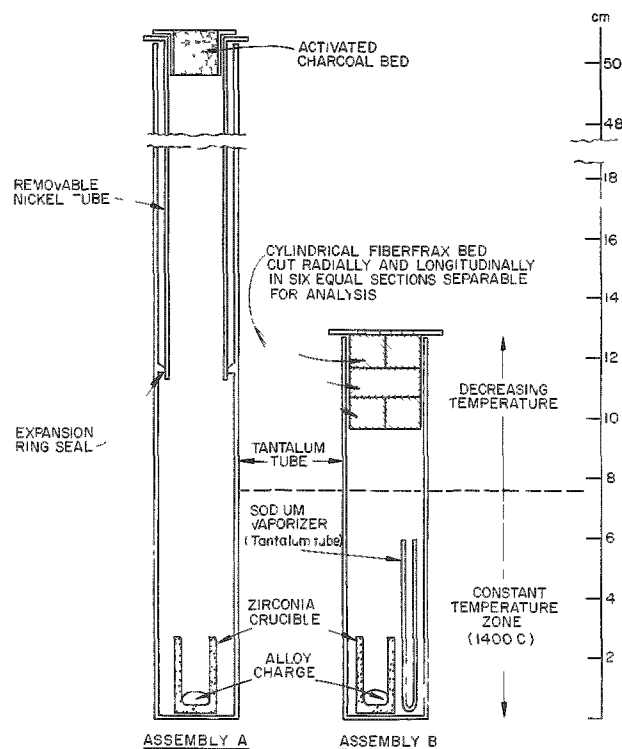 cm
ACTIVATED
CHARCOAL BED
50
48
REMOVABLE
NICKEL TUBE
18
16
CYLINDRICAL FIBERFRAX BED
CUT RADIALLY AND LONGITUDINALLY
IN SIX EQUAL SECTIONS SEPARABLE
FOR ANALYSIS
14
12
DECREASING
TEMPERATURE
10
EXPANSION
RING SEAL
TANTALUM
TUBE
8
SOD UM
VAPORIZER
(Tantalum tube)
6
ZIRCONIA
CRUCIBLE
CONSTANT
TEMPERATURE
ZONE
(1400 C)
4
ALLOY
CHARGE
2
ASSEMBLY A
ASSEMBLY B